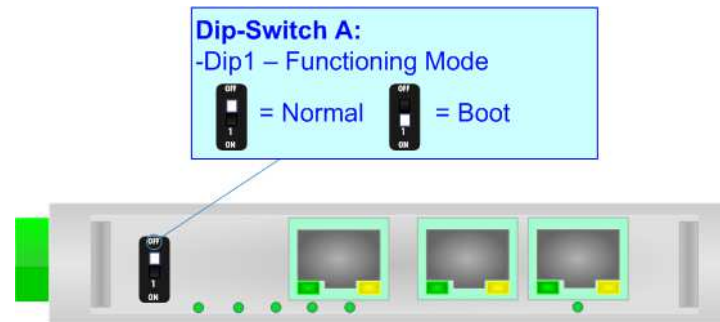 Dip-Switch A:
-Dip1 – Functioning Mode
OFF
1
ON
= Normal
OFF
1
ON
= Boot
OFF
1
ON